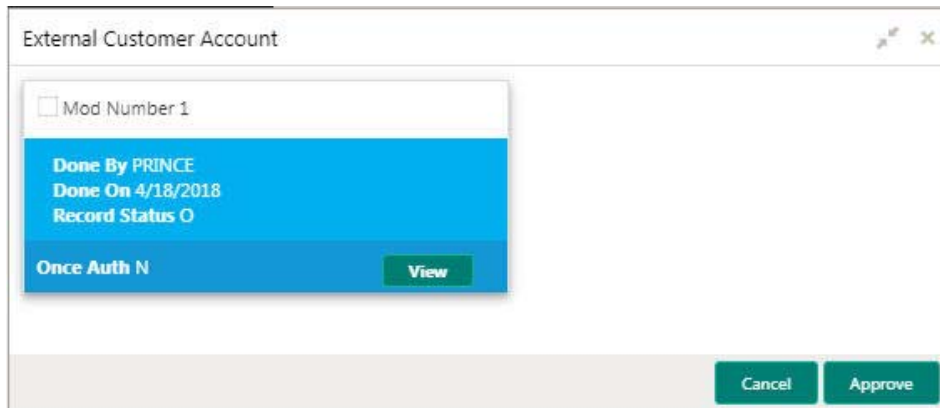 External Customer Account
Mod Number 1
Done By PRINCE
Done On 4/18/2018
Record Status O
Once Auth N
View
Cancel
Approve